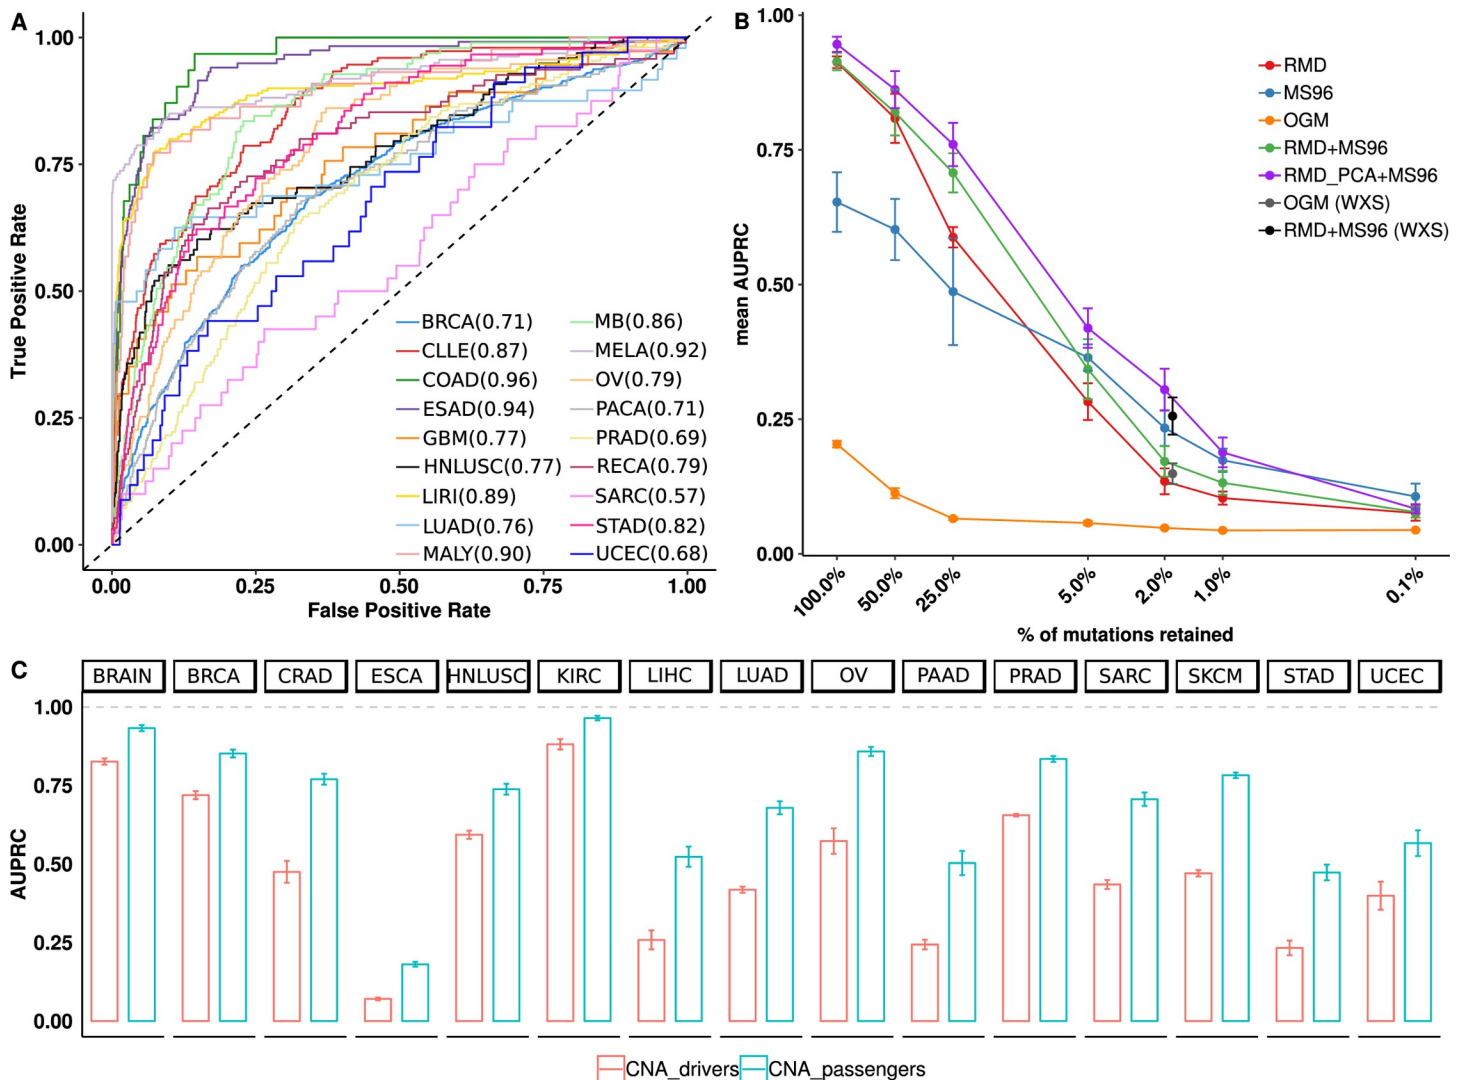 A
True Positive Rate
1.00
0.75
0.50
0.25
0.00
BRCA(0.71)
CLLE(0.87)
COAD(0.96)
ESAD(0.94)
GBM(0.77)
HNLUSC(0.77)
LIRI(0.89)
LUAD(0.76)
MALY(0.90)
MB(0.86)
MELA(0.92)
OV(0.79)
PACA(0.71)
PRAD(0.69)
RECA(0.79)
SARC(0.57)
STAD(0.82)
UCEC(0.68)
0.00 0.25 0.50 0.75 1.00
False Positive Rate
B
mean AUPRC
1.00
0.75
0.50
0.25
0.00
RMD
MS96
OGM
RMD+MS96
RMD_PCA+MS96
OGM (WXS)
RMD+MS96 (WXS)
100.0% 50.0% 25.0% 5.0% 2.0% 1.0% 0.1%
% of mutations retained
C
BRAIN BRCA CRAD ESCA HNLUSC KIRC LIHC LUAD OV PAAD PRAD SARC SKCM STAD UCEC
AUPRC
1.00
0.75
0.50
0.25
0.00
CNA_drivers CNA_passengers